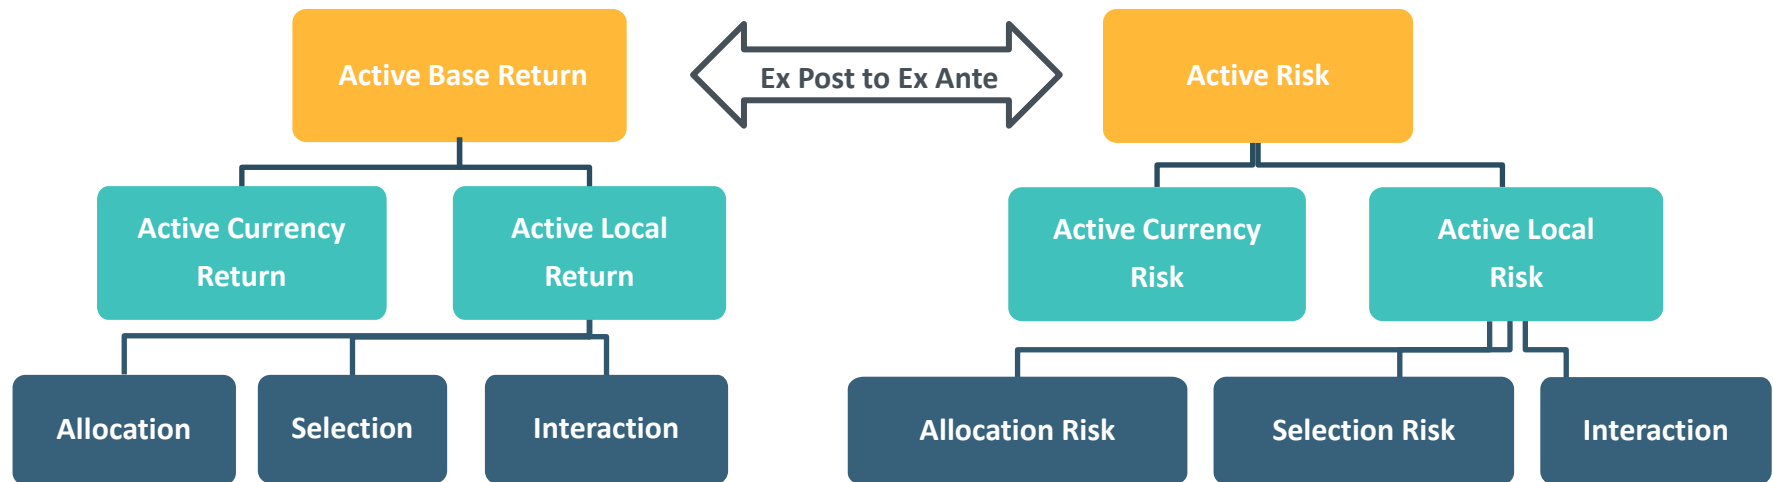 Active Base Return
Ex Post to Ex Ante
Active Risk
Active Currency
Return
Active Local
Return
Active Currency
Risk
Active Local
Risk
Allocation
Selection
Interaction
Allocation Risk
Selection Risk
Interaction